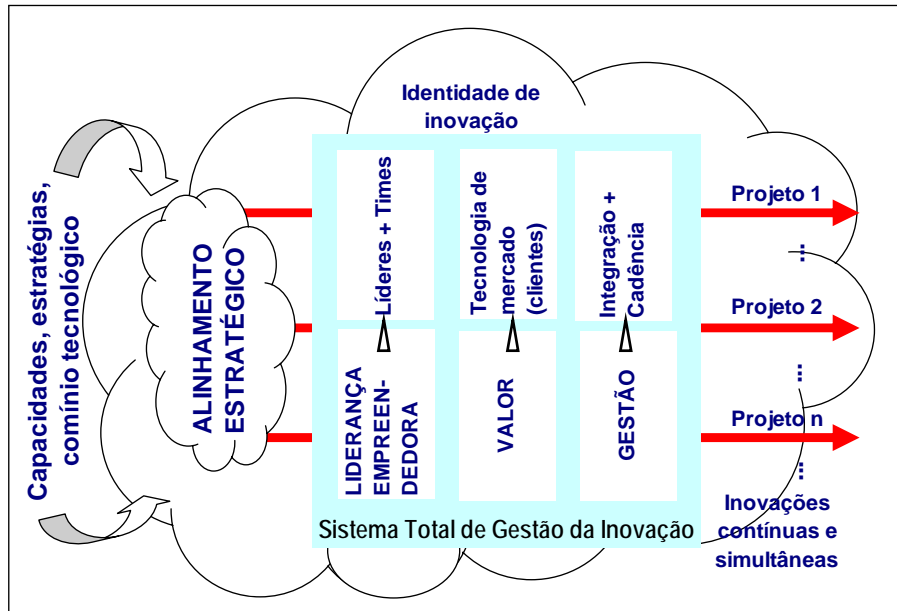 Identidade de
inovação
Capacidades, estratégias,
comínio tecnológico
ALINHAMENTO
ESTRATÉGICO
Líderes + Times
Tecnologia de
mercado
(clientes)
Integração +
Cadência
LIDERANÇA
EMPREEN-
DEDORA
VALOR
GESTÃO
Sistema Total de Gestão da Inovação
Projeto 1
...
Projeto 2
...
Projeto n
...
Inovações
contínuas e
simultâneas